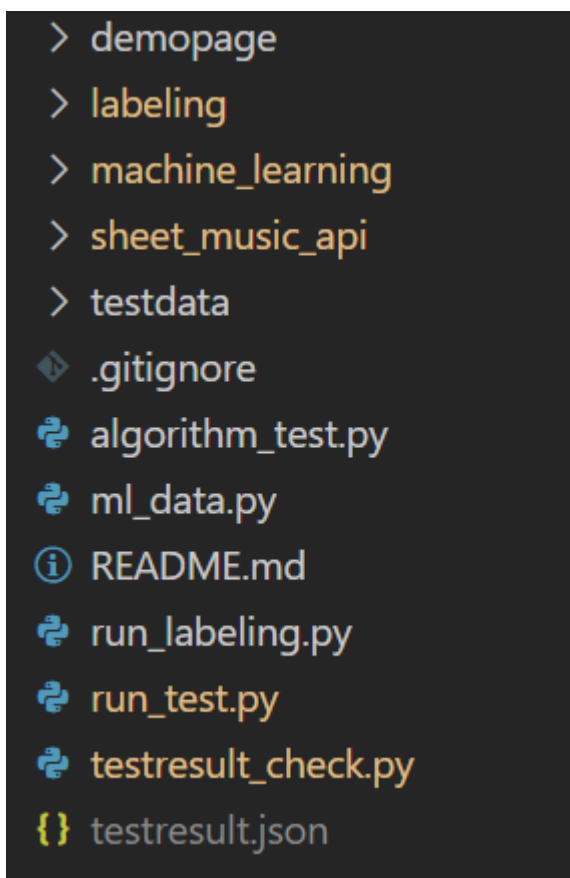 demopage
labeling
machine_learning
sheet_music_api
testdata
.gitignore
algorithm_test.py
ml_data.py
README.md
run_labeling.py
run_test.py
testresult_check.py
testresult.json